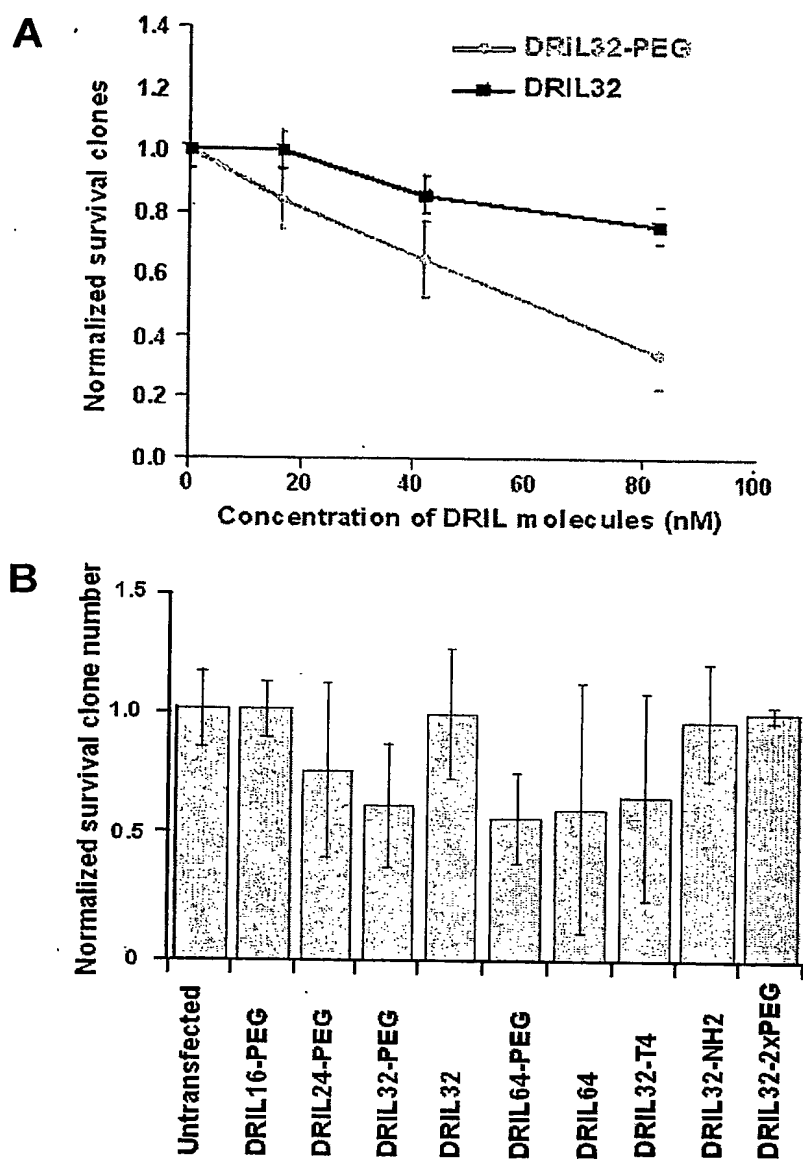 A
Normalized survival clones
1.4
1.2
1.0
0.8
0.6
0.4
0.2
0.0
0
20
40
60
80
100
Concentration of DRIL molecules (nM)
DRIL32-PEG
DRIL32
B
Normalized survival clone number
1.5
1.0
0.5
0
Untransfected
DRIL16-PEG
DRIL24-PEG
DRIL32-PEG
DRIL32
DRIL64-PEG
DRIL64
DRIL32-T4
DRIL32-NH2
DRIL32-2xPEG